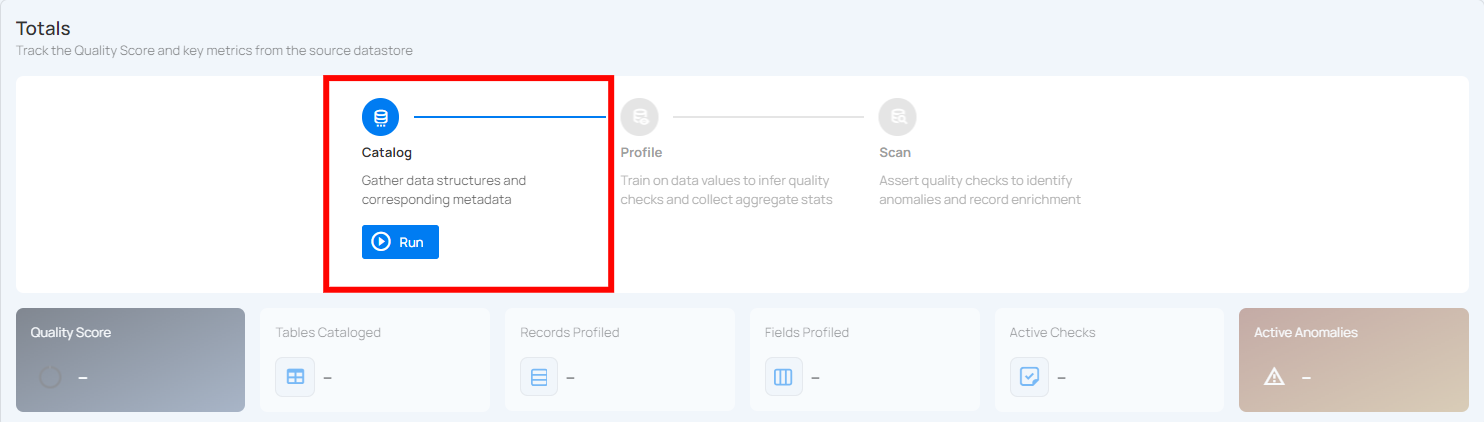 Totals
Track the Quality Score and key metrics from the source datastore
Catalog
Gather data structures and
corresponding metadata
Run
Profile
Train on data values to infer quality
checks and collect aggregate stats
Scan
Assert quality checks to identify
anomalies and record enrichment
Quality Score
–
Tables Cataloged
–
Records Profiled
–
Fields Profiled
–
Active Checks
–
Active Anomalies
–